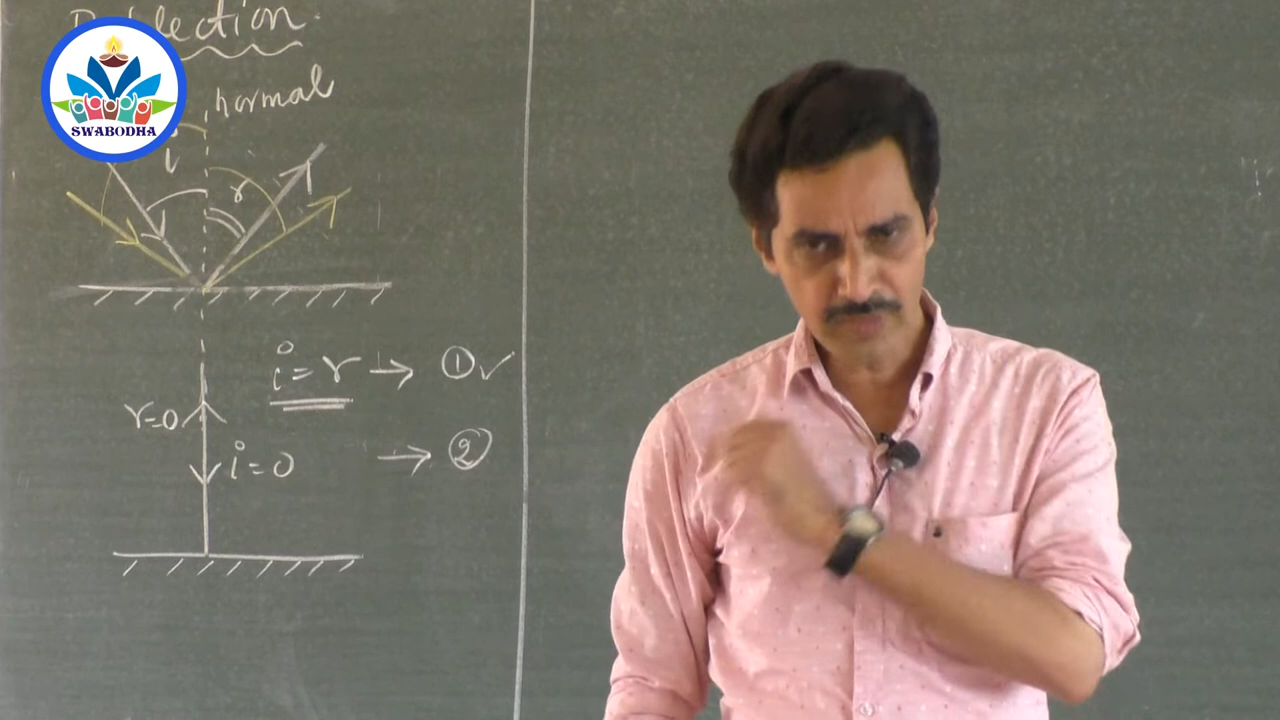 Reflection
SWABODHA
normal
i
r
i = r → ① ✓
r=0
i=0
→ ②